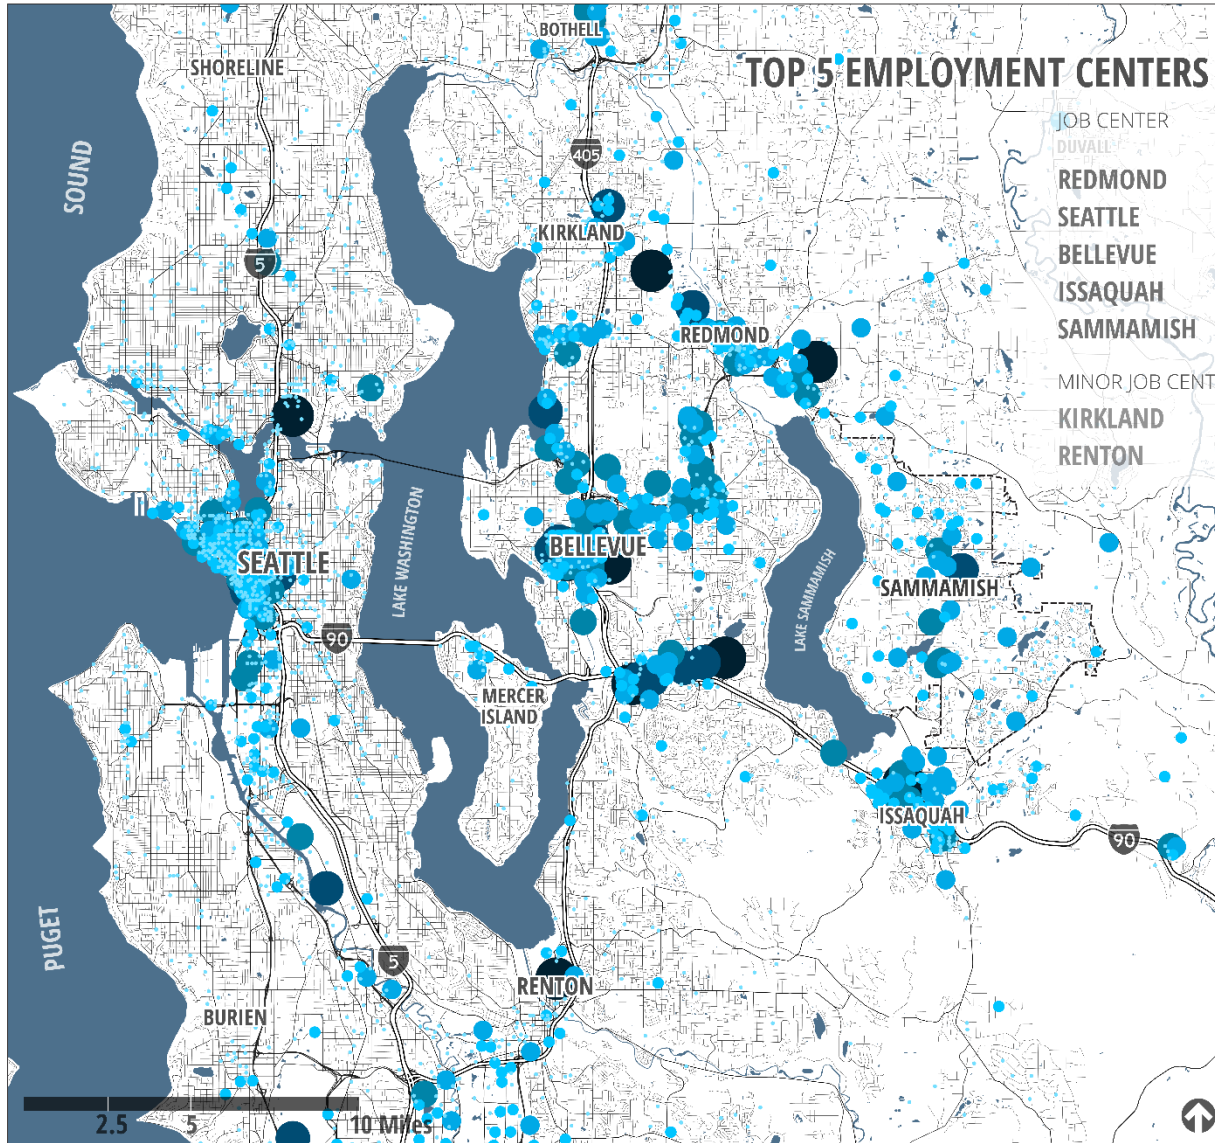 BOTHELL
SHORELINE
TOP 5 EMPLOYMENT CENTERS
JOB CENTER
DUVALL
REDMOND
SEATTLE
BELLEVUE
ISSAQUAH
SAMMAMISH
MINOR JOB CENT
KIRKLAND
RENTON
SOUND
405
KIRKLAND
5
REDMOND
SEATTLE
BELLEVUE
LAKE WASHINGTON
LAKE SAMMAMISH
SAMMAMISH
90
MERCER
ISLAND
ISSAQUAH
90
PUGET
5
RENTON
BURIEN
2.5 5 10 Miles